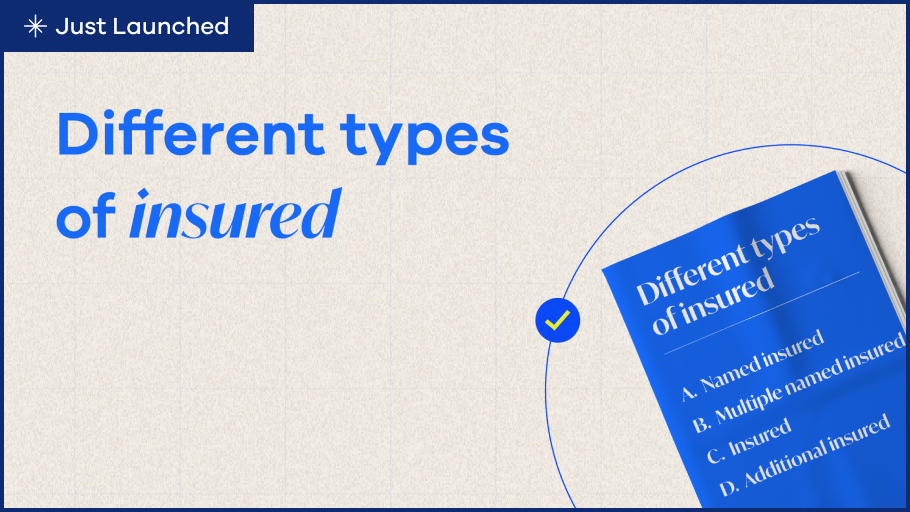 Just Launched
Different types
of insured
Different types
of insured
A. Named insured
B. Multiple named insured
C. Insured
D. Additional insured